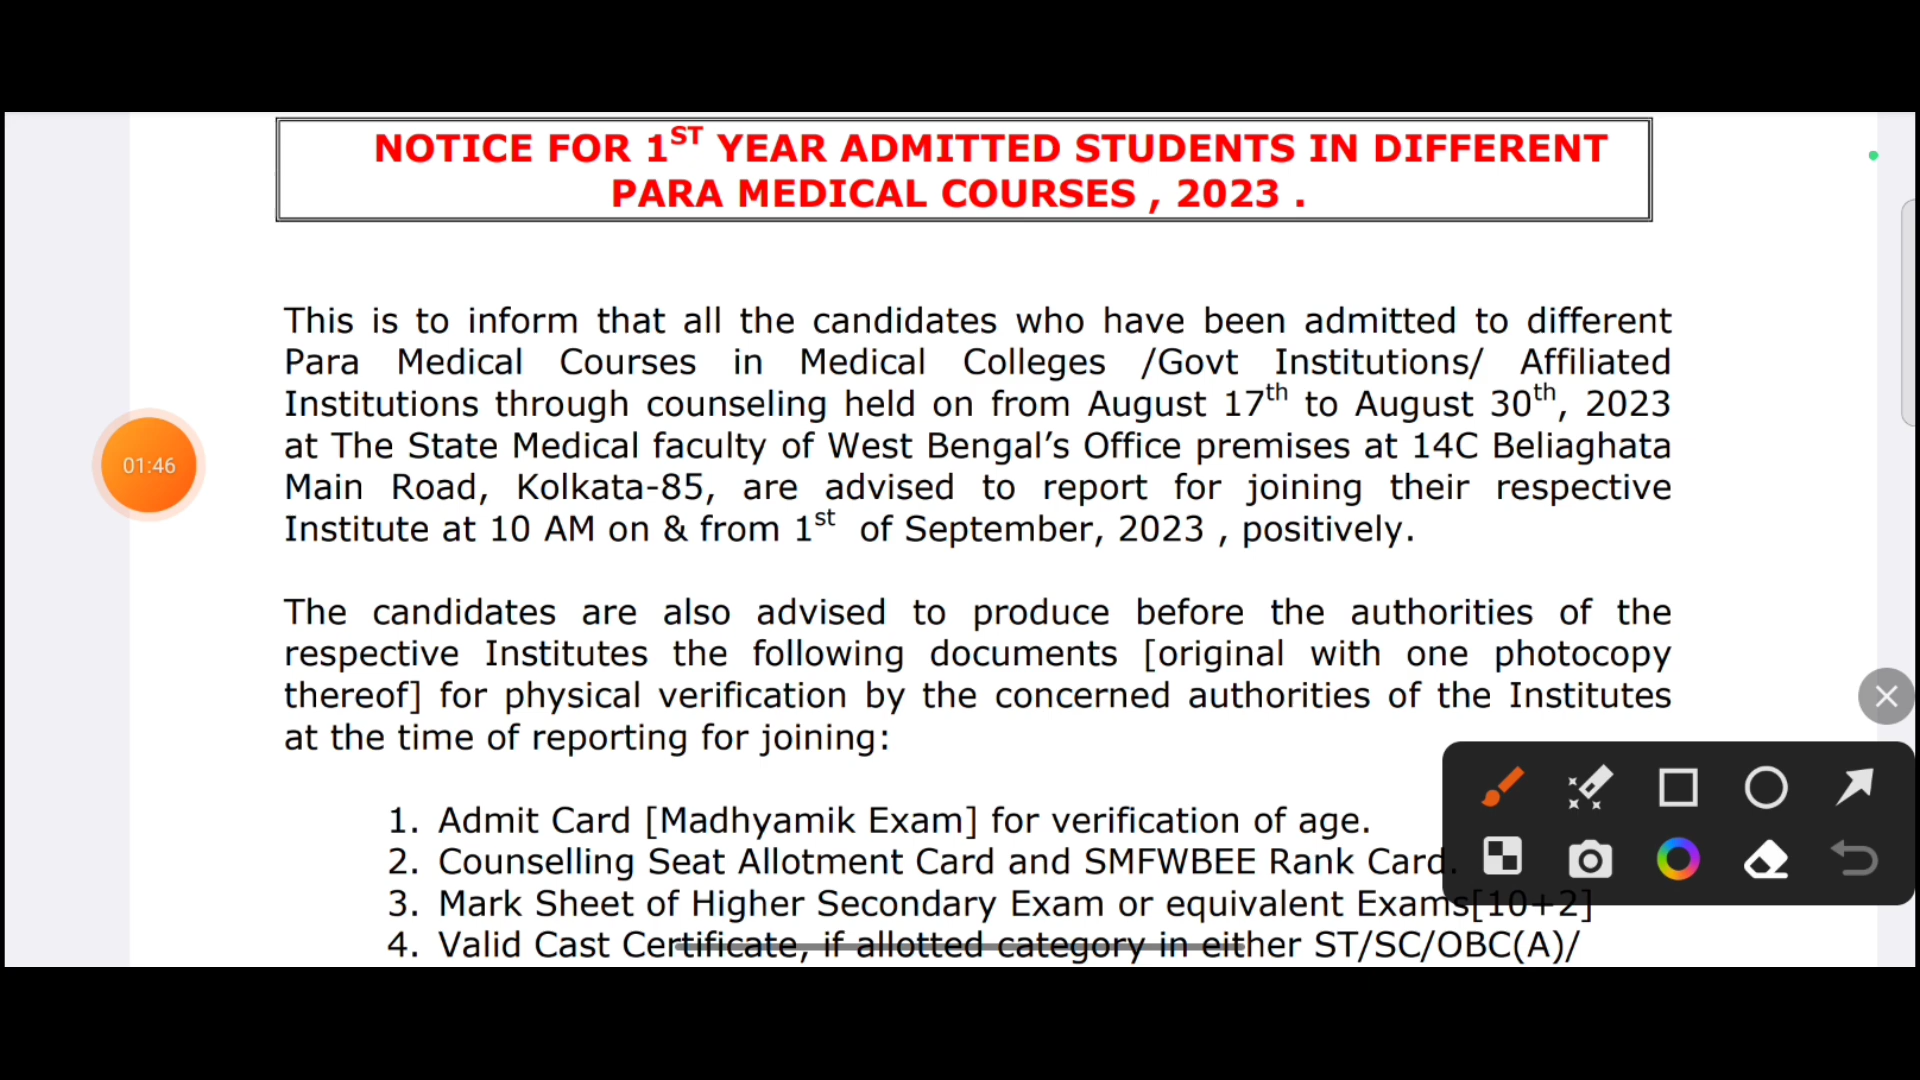 NOTICE FOR 1ST YEAR ADMITTED STUDENTS IN DIFFERENT
PARA MEDICAL COURSES , 2023 .
This is to inform that all the candidates who have been admitted to different
Para Medical Courses in Medical Colleges /Govt Institutions/ Affiliated
Institutions through counseling held on from August 17th to August 30th, 2023
at The State Medical faculty of West Bengal’s Office premises at 14C Beliaghata
Main Road, Kolkata-85, are advised to report for joining their respective
Institute at 10 AM on & from 1st of September, 2023 , positively.
01:46
The candidates are also advised to produce before the authorities of the
respective Institutes the following documents [original with one photocopy
thereof] for physical verification by the concerned authorities of the Institutes
at the time of reporting for joining:
1. Admit Card [Madhyamik Exam] for verification of age.
2. Counselling Seat Allotment Card and SMFWBEE Rank Card.
3. Mark Sheet of Higher Secondary Exam or equivalent Exams[10+2]
4. Valid Cast Certificate, if allotted category in either ST/SC/OBC(A)/